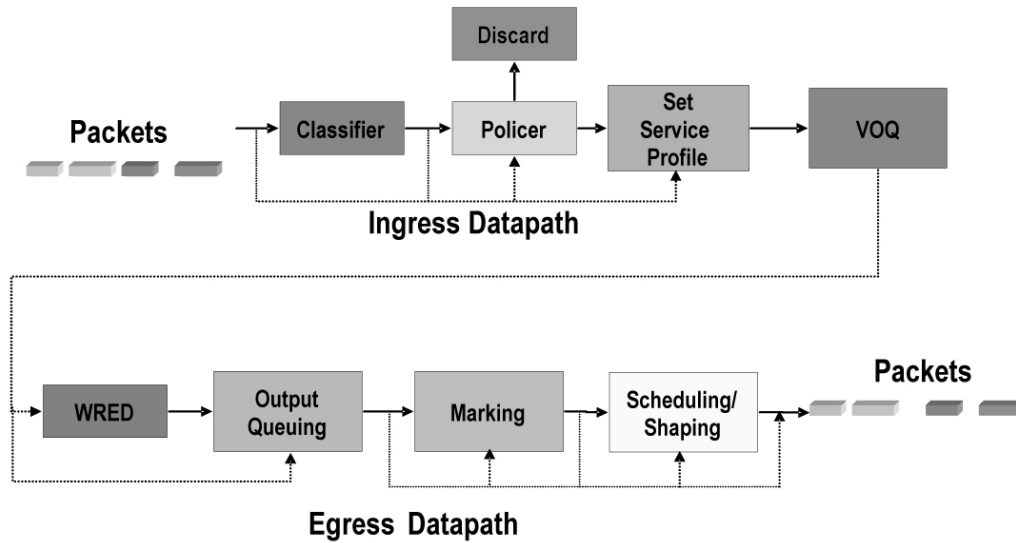 Discard
Packets
Classifier
Policer
Set
Service
Profile
VOQ
Ingress Datapath
WRED
Output
Queuing
Marking
Scheduling/
Shaping
Packets
Egress Datapath